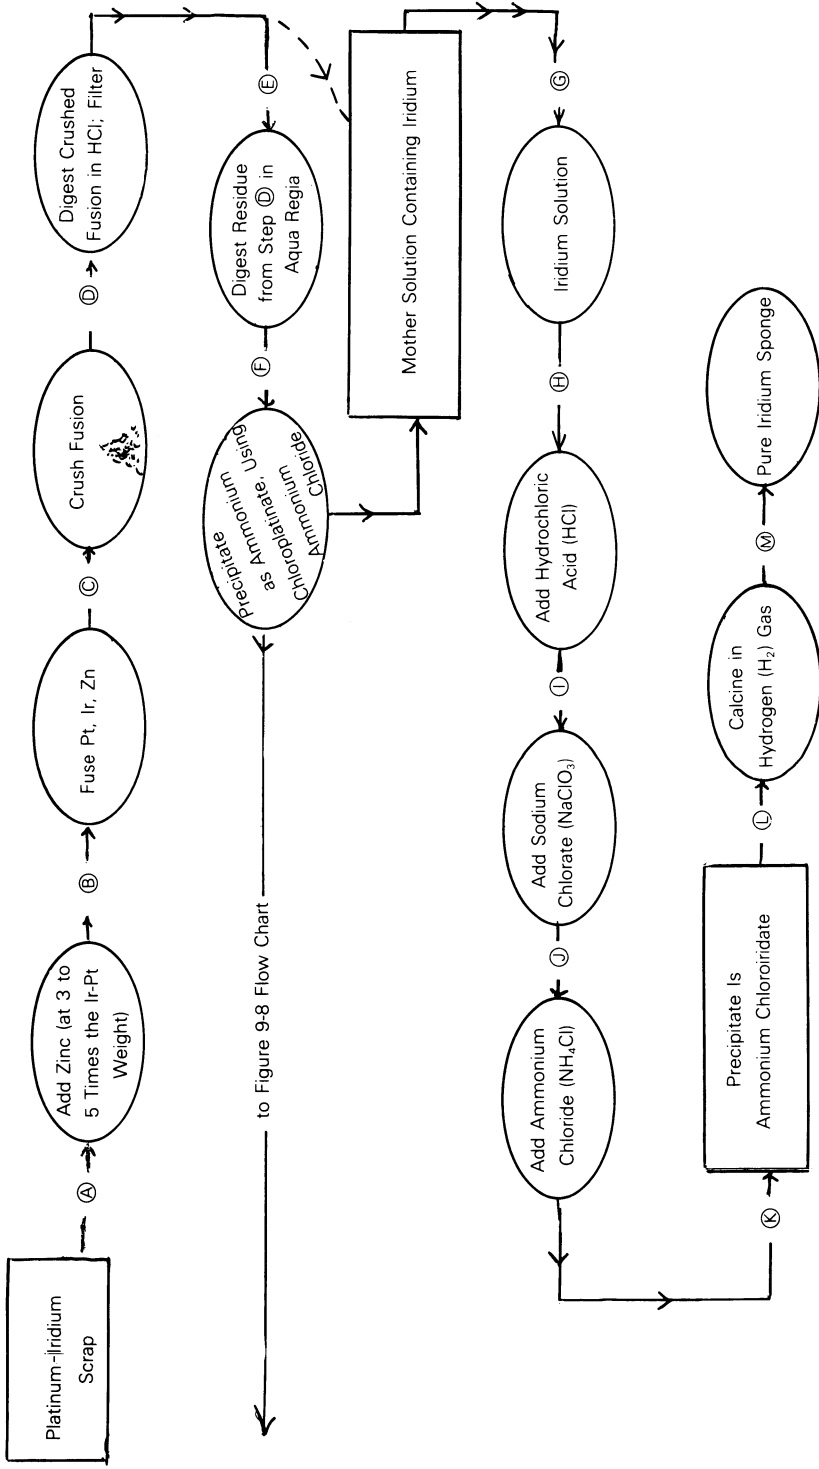 Platinum-Iridium
Scrap
Ⓐ
Add Zinc (at 3 to
5 Times the Ir-Pt
Weight)
Ⓑ
Fuse Pt, Ir, Zn
Ⓒ
Crush Fusion
Ⓓ
Digest Crushed
Fusion in HCl; Filter
Ⓔ
Digest Residue
from Step Ⓓ in
Aqua Regia
Ⓕ
Precipitate
as Ammonium
Chloroplatinate, Using
Ammonium
Chloride
to Figure 9-8 Flow Chart
Mother Solution Containing Iridium
Ⓖ
Iridium Solution
Ⓗ
Add Hydrochloric
Acid (HCl)
Ⓘ
Add Sodium
Chlorate (NaClO₃)
Ⓙ
Add Ammonium
Chloride (NH₄Cl)
Ⓚ
Precipitate Is
Ammonium Chloroiridate
Ⓛ
Calcine in
Hydrogen (H₂) Gas
Ⓜ
Pure Iridium Sponge